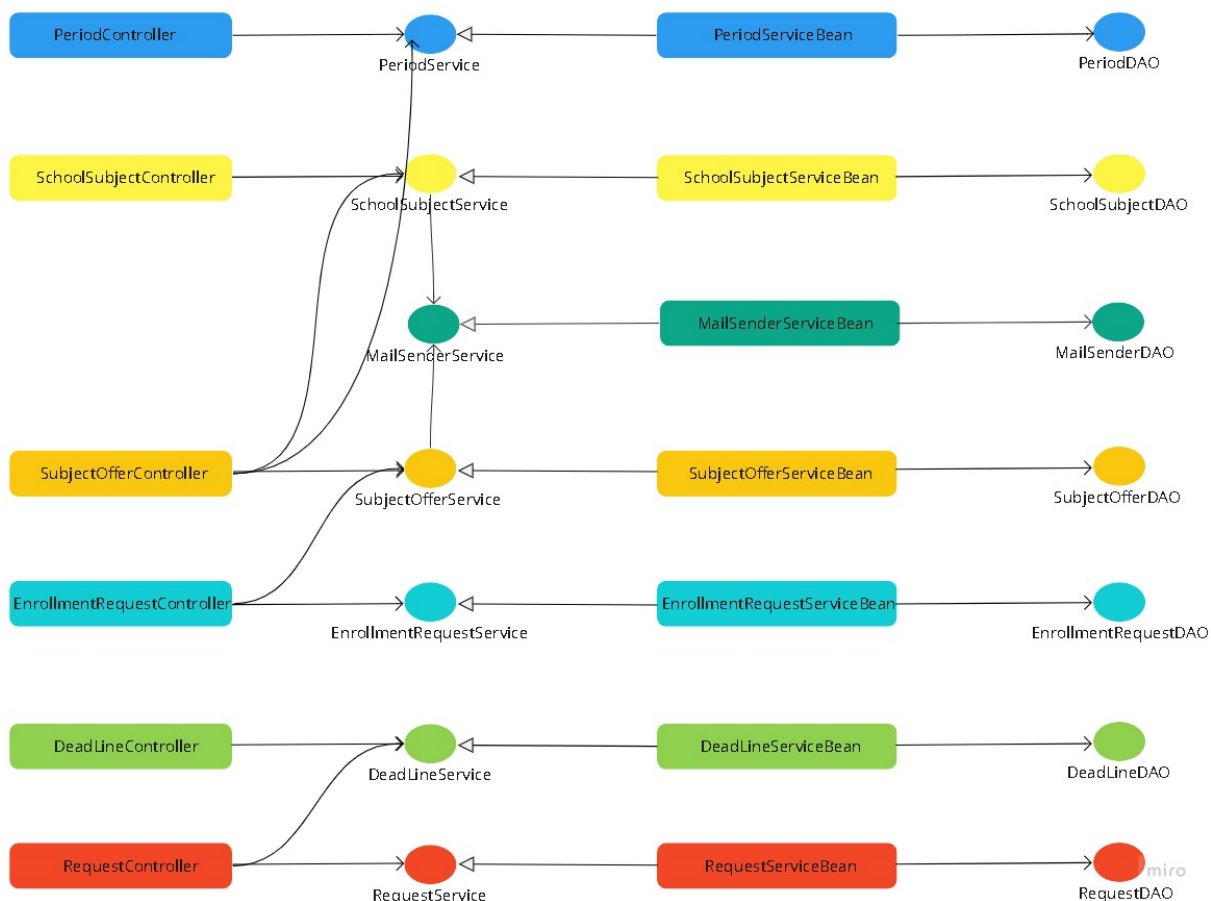 PeriodController
PeriodServiceBean
PeriodService
PeriodDAO
SchoolSubjectController
SchoolSubjectServiceBean
SchoolSubjectService
SchoolSubjectDAO
MailSenderServiceBean
MailSenderService
MailSenderDAO
SubjectOfferController
SubjectOfferServiceBean
SubjectOfferService
SubjectOfferDAO
EnrollmentRequestController
EnrollmentRequestServiceBean
EnrollmentRequestService
EnrollmentRequestDAO
DeadLineController
DeadLineServiceBean
DeadLineService
DeadLineDAO
RequestController
RequestServiceBean
RequestService
RequestDAO
miro